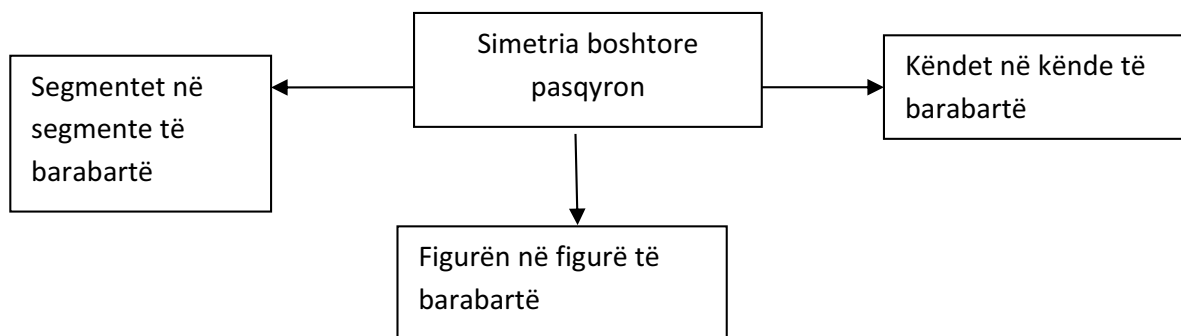 Simetria boshtore
pasqyron
Segmentet në
segmente të
barabartë
Këndet në kënde të
barabartë
Figurën në figurë të
barabartë